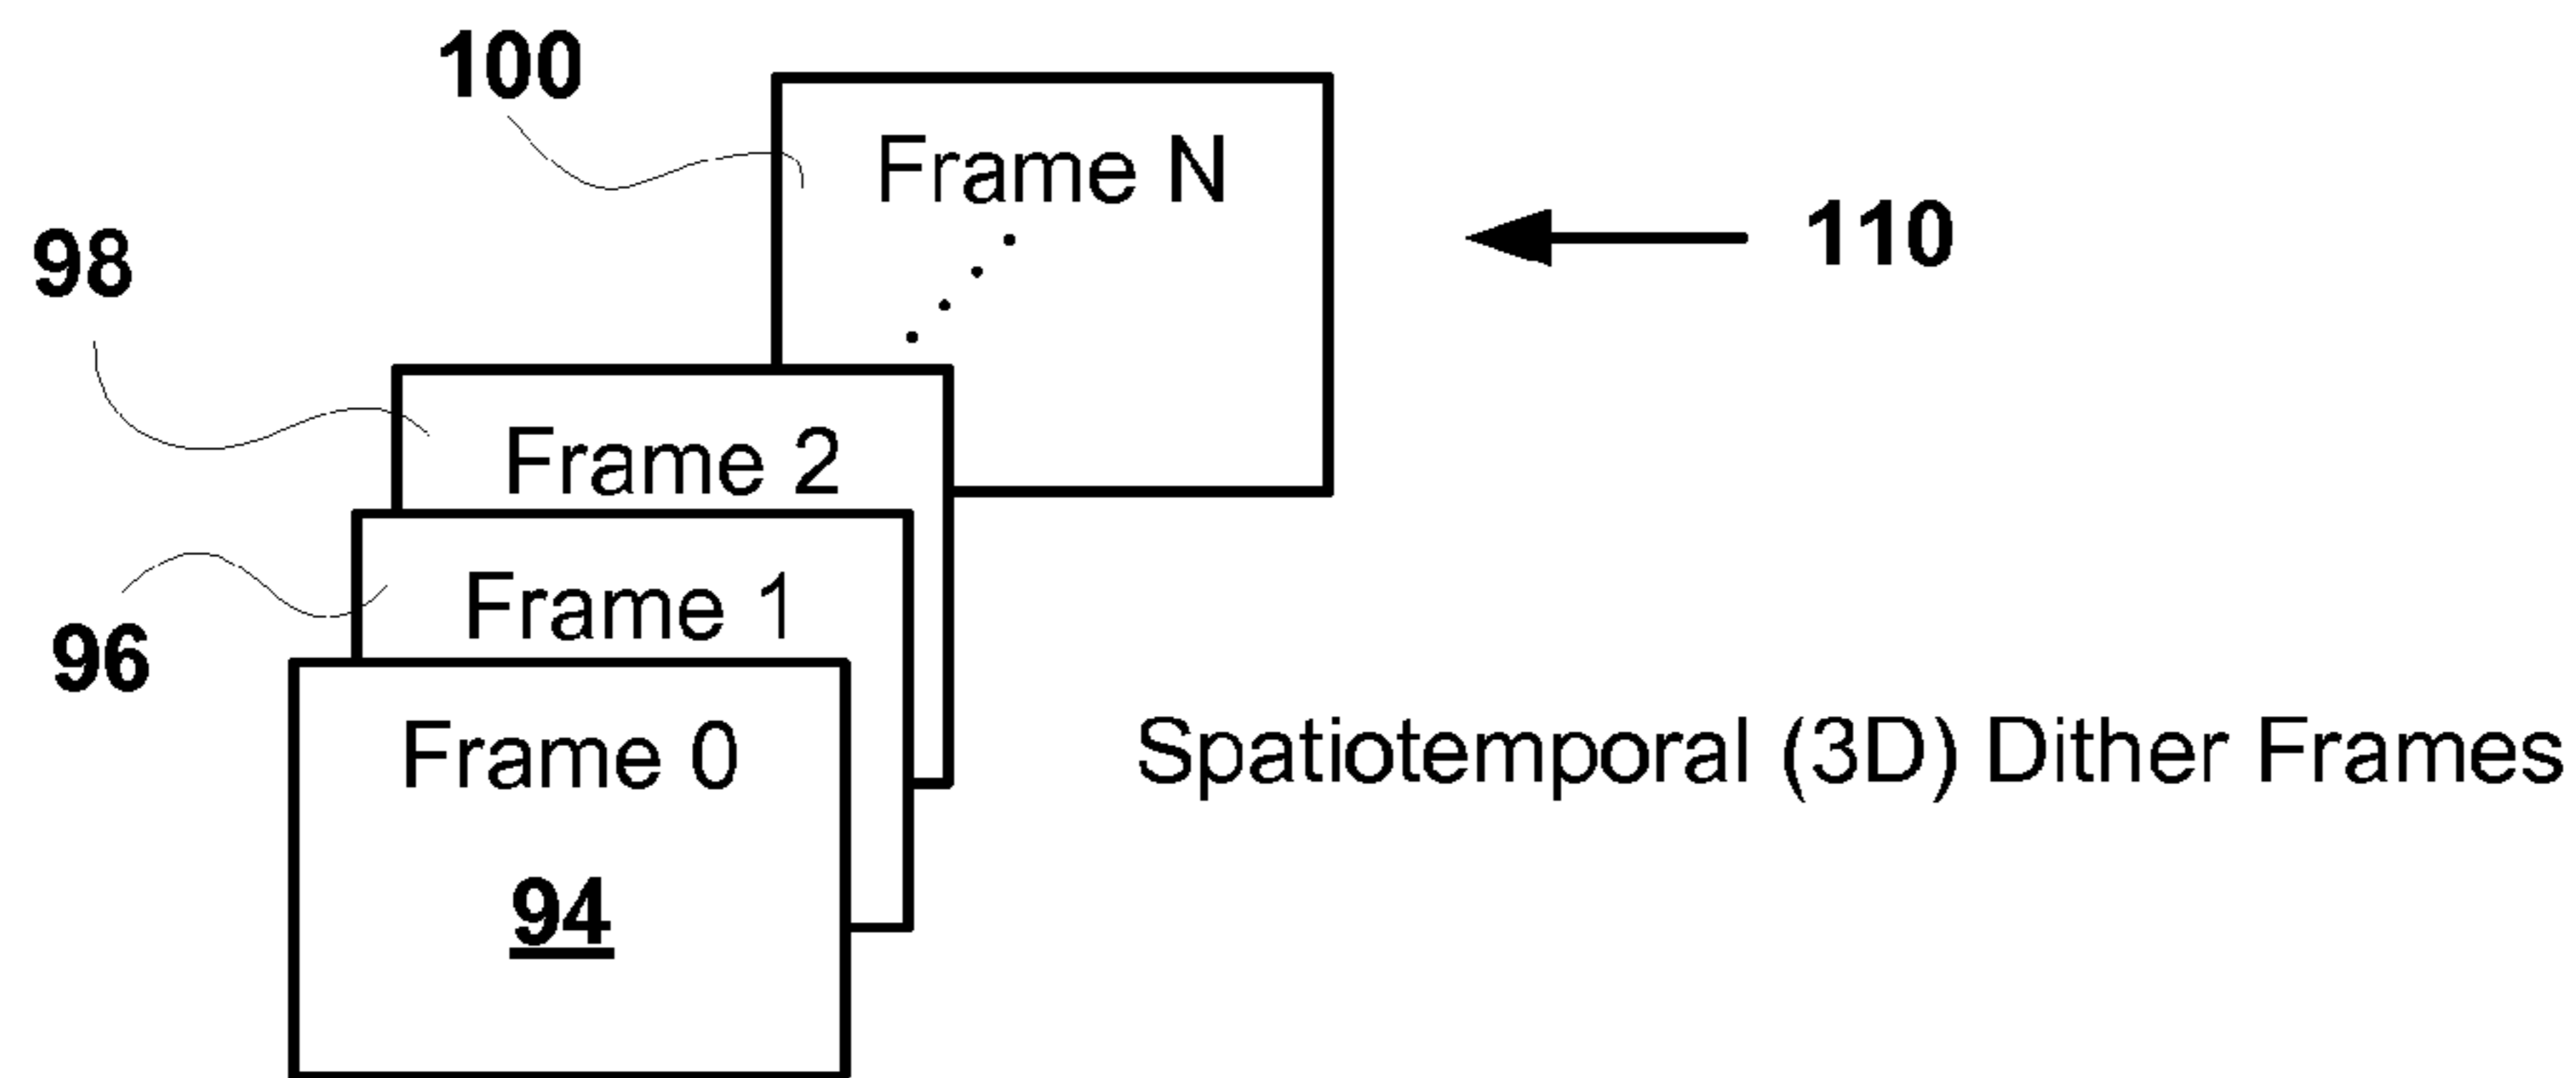 100
Frame N
110
98
Frame 2
Frame 1
96
Frame 0
Spatiotemporal (3D) Dither Frames
94